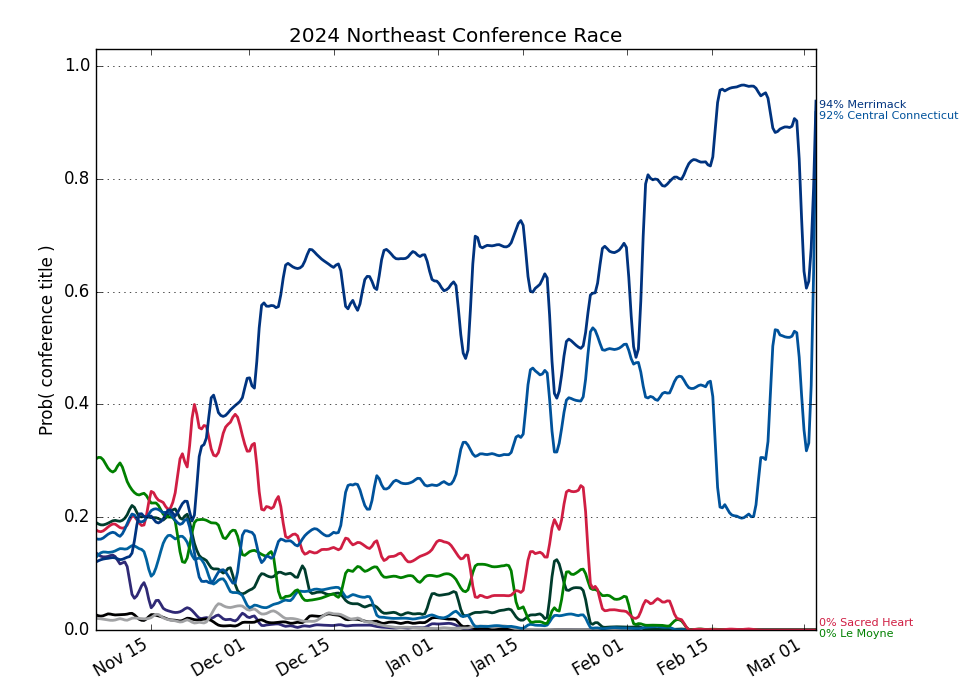 2024 Northeast Conference Race
Prob( conference title )
1.0
0.8
0.6
0.4
0.2
0.0
94% Merrimack
92% Central Connecticut
0% Sacred Heart
0% Le Moyne
Nov 15
Dec 01
Dec 15
Jan 01
Jan 15
Feb 01
Feb 15
Mar 01